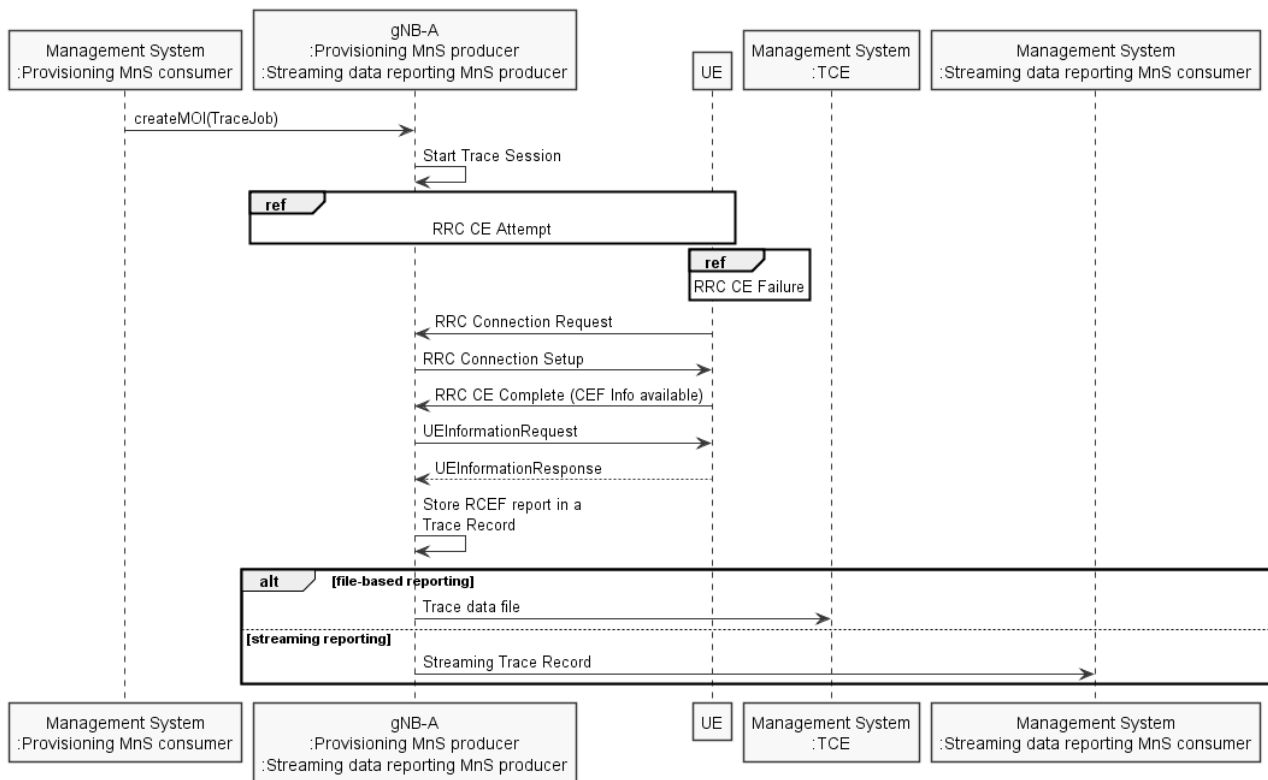 Management System
:Provisioning MnS consumer
gNB-A
:Provisioning MnS producer
:Streaming data reporting MnS producer
UE
Management System
:TCE
Management System
:Streaming data reporting MnS consumer
createMOI(TraceJob)
Start Trace Session
ref
RRC CE Attempt
ref
RRC CE Failure
RRC Connection Request
RRC Connection Setup
RRC CE Complete (CEF Info available)
UEInformationRequest
UEInformationResponse
Store RCEF report in a
Trace Record
alt [file-based reporting]
Trace data file
[streaming reporting]
Streaming Trace Record
Management System
:Provisioning MnS consumer
gNB-A
:Provisioning MnS producer
:Streaming data reporting MnS producer
UE
Management System
:TCE
Management System
:Streaming data reporting MnS consumer